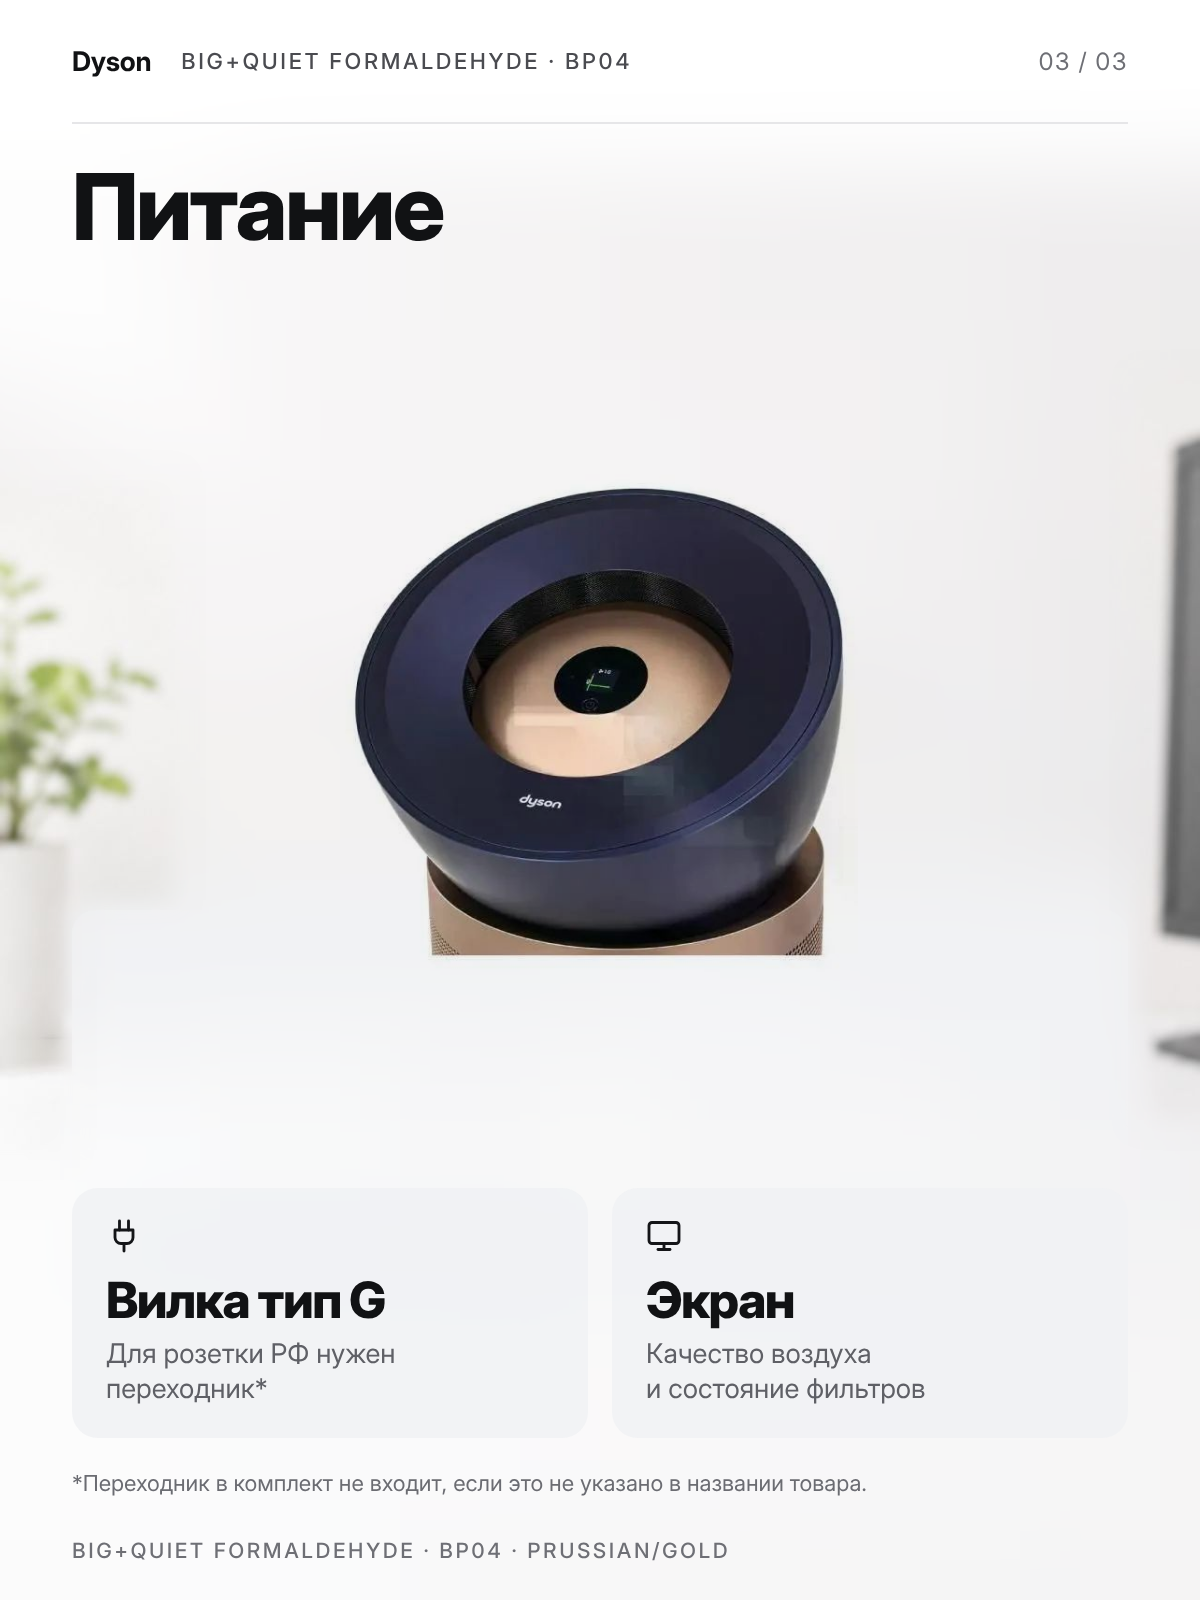 Dyson BIG+QUIET FORMALDEHYDE · BP04 03 / 03
Питание
dyson
Вилка тип G
Для розетки РФ нужен
переходник*
Экран
Качество воздуха
и состояние фильтров
*Переходник в комплект не входит, если это не указано в названии товара.
BIG+QUIET FORMALDEHYDE · BP04 · PRUSSIAN/GOLD